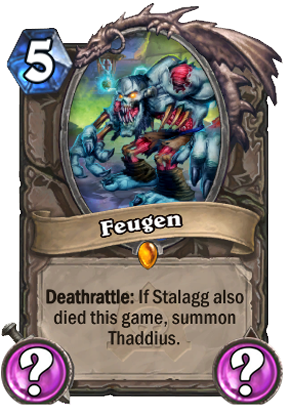 5
Feugen
Deathrattle: If Stalagg also
died this game, summon
Thaddius.
? ?